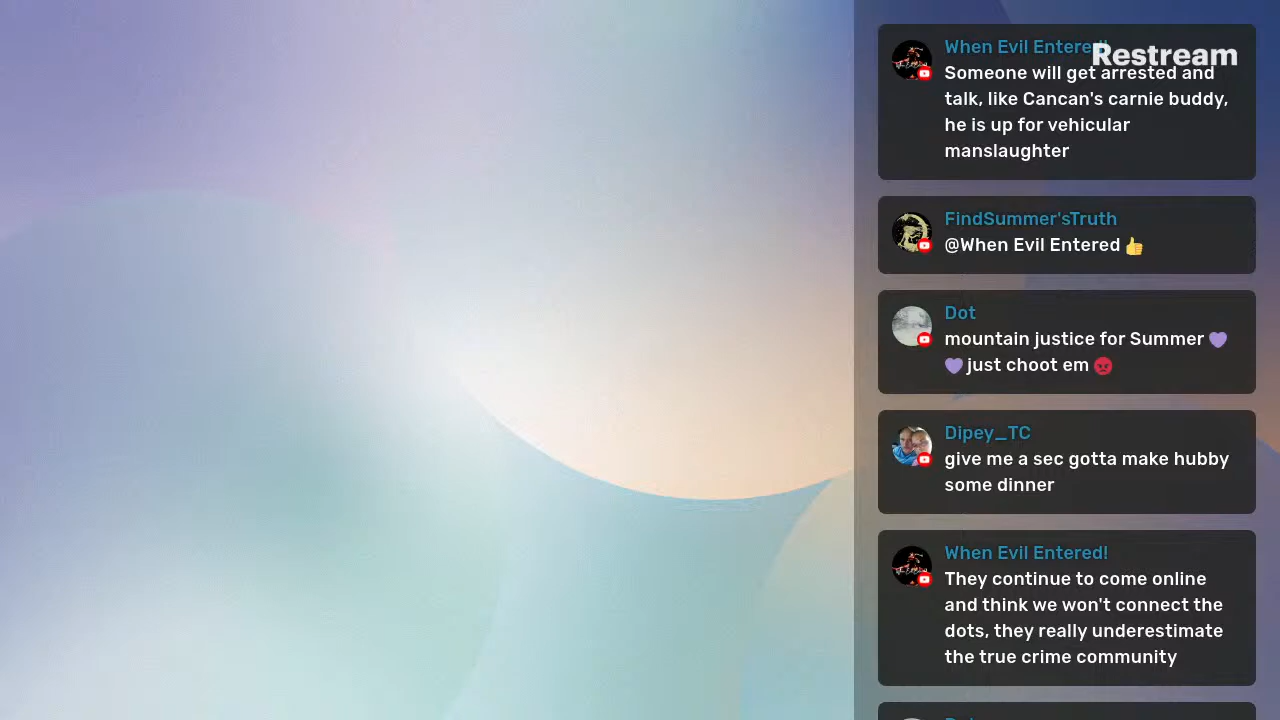 When Evil Entered!
Restream
Someone will get arrested and
talk, like Cancan's carnie buddy,
he is up for vehicular
manslaughter
FindSummer'sTruth
@When Evil Entered 👍
Dot
mountain justice for Summer 💜
💜 just choot em 😡
Dipey_TC
give me a sec gotta make hubby
some dinner
When Evil Entered!
They continue to come online
and think we won't connect the
dots, they really underestimate
the true crime community